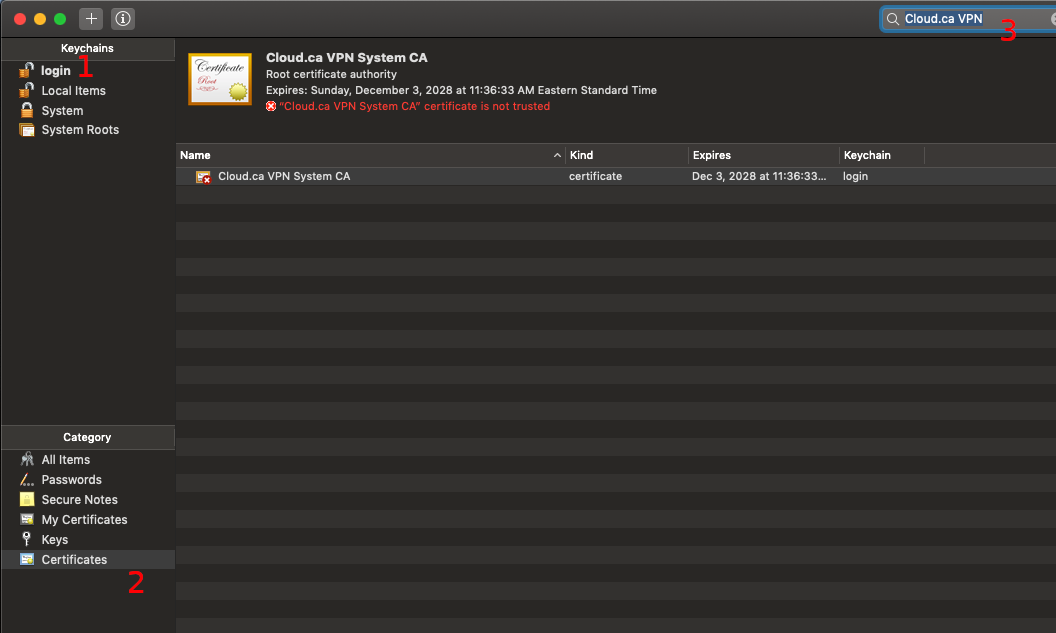 Cloud.ca VPN
3
Keychains
login 1
Local Items
System
System Roots
Certificate
Root
Cloud.ca VPN System CA
Root certificate authority
Expires: Sunday, December 3, 2028 at 11:36:33 AM Eastern Standard Time
“Cloud.ca VPN System CA” certificate is not trusted
Name Kind Expires Keychain
Cloud.ca VPN System CA certificate Dec 3, 2028 at 11:36:33... login
Category
All Items
Passwords
Secure Notes
My Certificates
Keys
Certificates
2